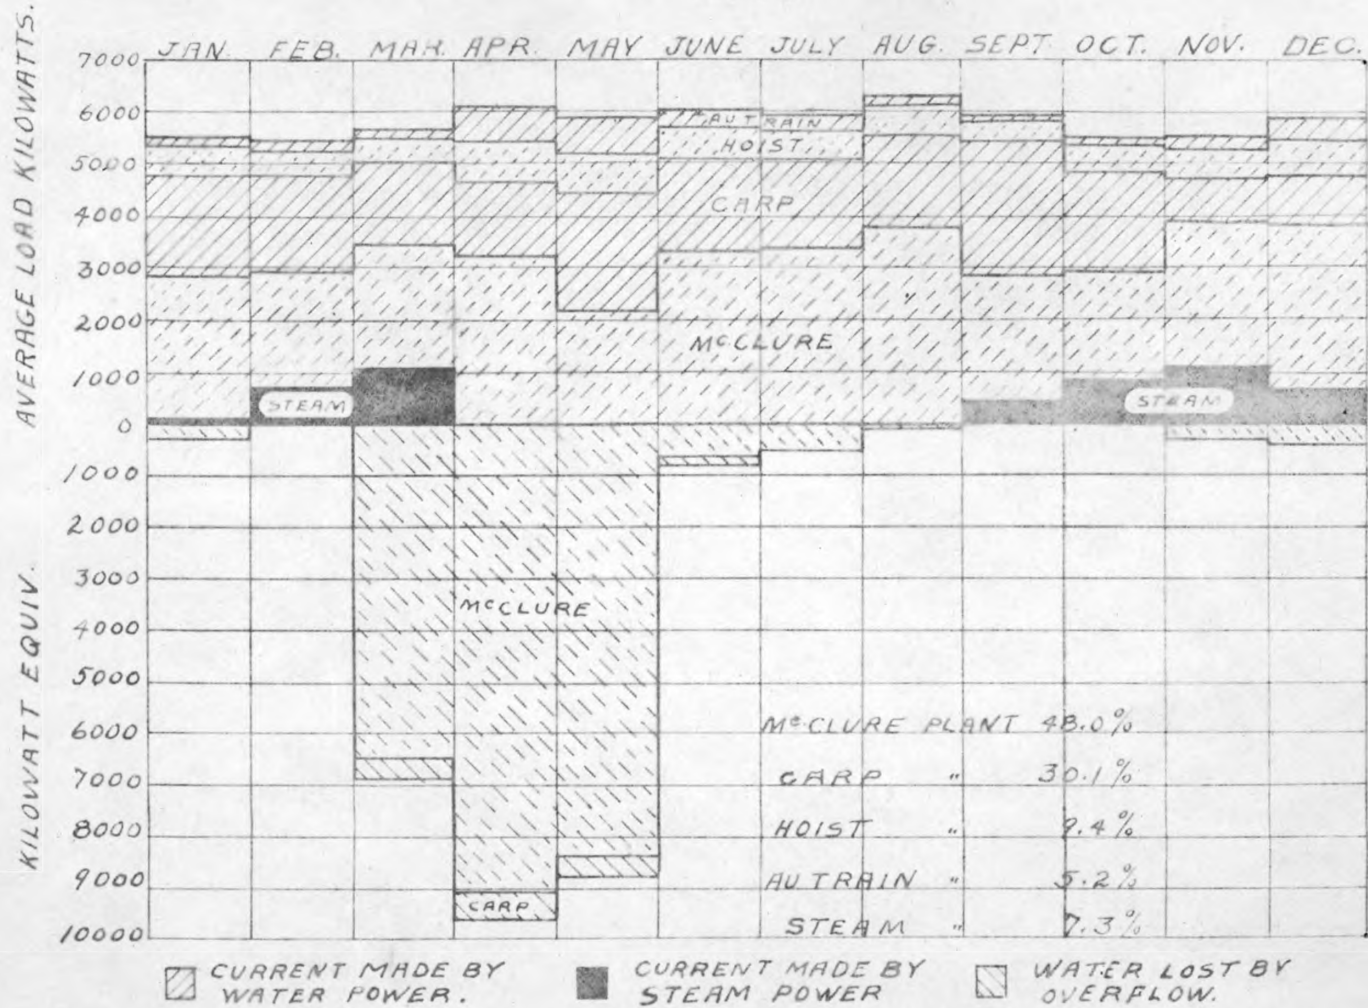 AVERAGE LOAD KILOWATTS.
KILOWATT EQUIV.
JAN. FEB. MAR. APR. MAY JUNE JULY AUG. SEPT. OCT. NOV. DEC.
7000
6000
5000
4000
3000
2000
1000
0
1000
2000
3000
4000
5000
6000
7000
8000
9000
10000
AU TRAIN
HOIST
CARP
McCLURE
STEAM
STEAM
McCLURE
CARP
McCLURE PLANT 48.0%
CARP " 30.1%
HOIST " 9.4%
AU TRAIN " 5.2%
STEAM " 7.3%
CURRENT MADE BY
WATER POWER.
CURRENT MADE BY
STEAM POWER
WATER LOST BY
OVERFLOW.